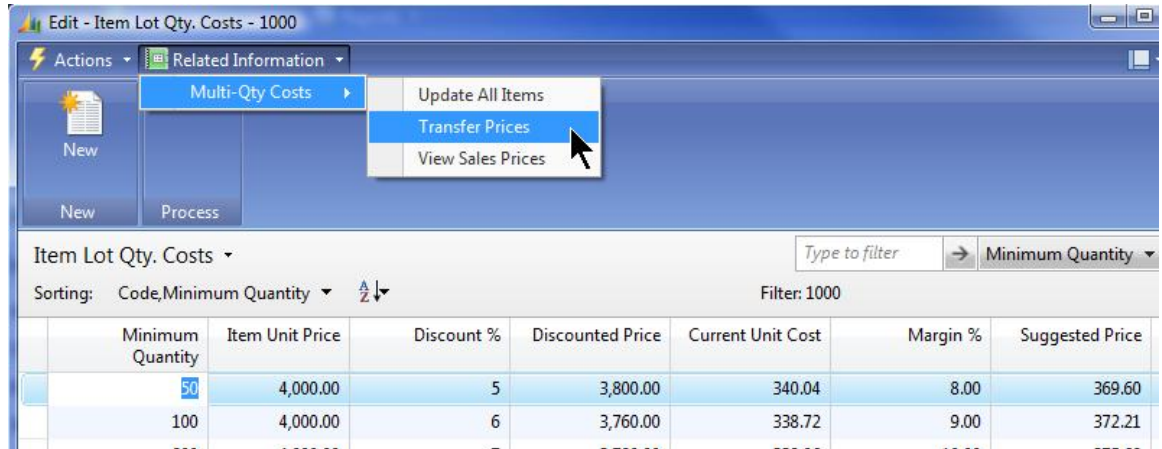 Edit - Item Lot Qty. Costs - 1000
Actions Related Information
Multi-Qty Costs
Update All Items
Transfer Prices
View Sales Prices
New
New Process
Item Lot Qty. Costs Type to filter Minimum Quantity
Sorting: Code,Minimum Quantity Filter: 1000
Minimum Quantity Item Unit Price Discount % Discounted Price Current Unit Cost Margin % Suggested Price
50 4,000.00 5 3,800.00 340.04 8.00 369.60
100 4,000.00 6 3,760.00 338.72 9.00 372.21